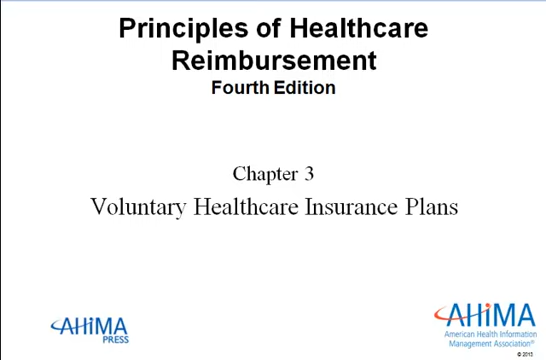 Principles of Healthcare
Reimbursement
Fourth Edition
Chapter 3
Voluntary Healthcare Insurance Plans
AHIMA
PRESS
AHIMA
American Health Information
Management Association®
© 2013